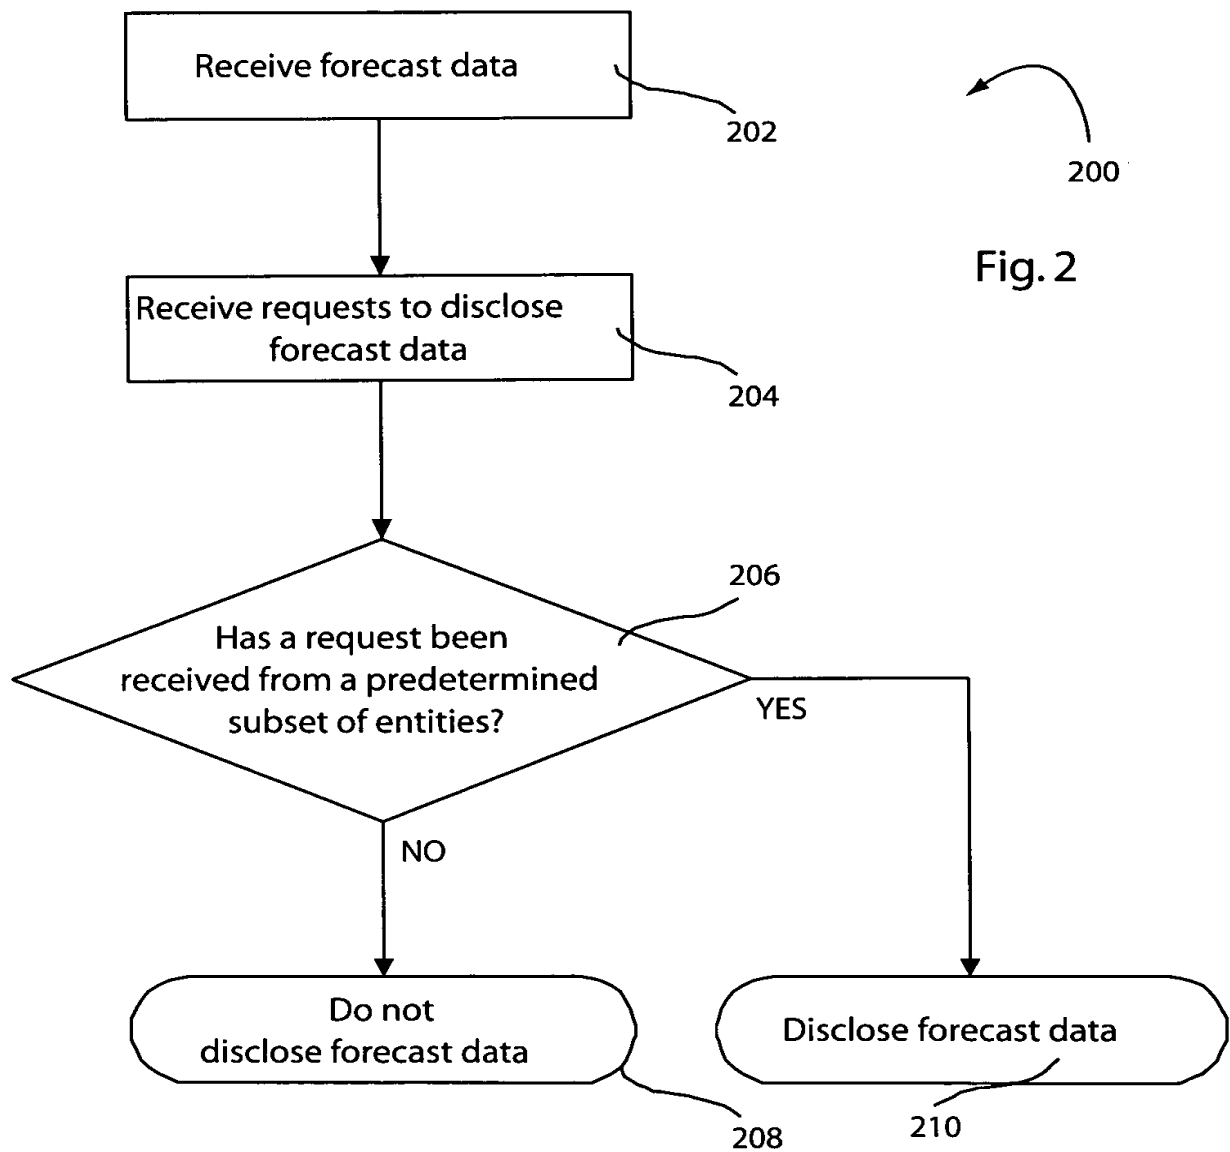 Receive forecast data
202
200
Fig. 2
Receive requests to disclose
forecast data
204
206
Has a request been
received from a predetermined
subset of entities?
YES
NO
Do not
disclose forecast data
208
Disclose forecast data
210